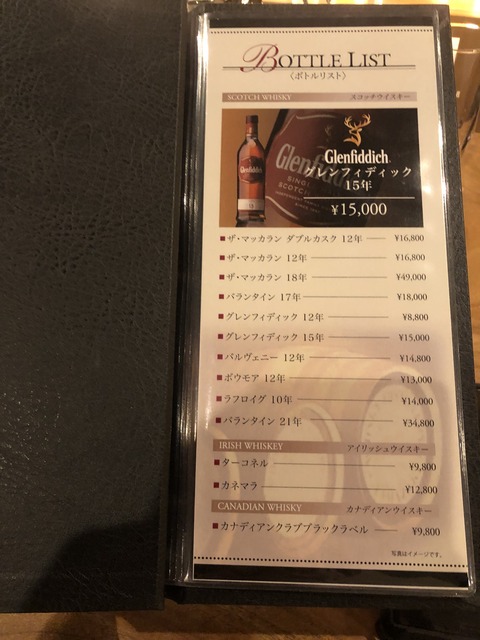 BOTTLE LIST
〈ボトルリスト〉
SCOTCH WHISKY スコッチウイスキー
Glenfiddich
グレンフィディック
15年
¥15,000
Glenfiddich
SINGLE
SCOTCH
■ザ・マッカラン ダブルカスク 12年 ¥16,800
■ザ・マッカラン 12年 ¥16,800
■ザ・マッカラン 18年 ¥49,000
■バランタイン 17年 ¥18,000
■グレンフィディック 12年 ¥8,800
■グレンフィディック 15年 ¥15,000
■バルヴェニー 12年 ¥14,800
■ボウモア 12年 ¥13,000
■ラフロイグ 10年 ¥14,000
■バランタイン 21年 ¥34,800
IRISH WHISKEY アイリッシュウイスキー
■ターコネル ¥9,800
■カネマラ ¥12,800
CANADIAN WHISKY カナディアンウイスキー
■カナディアンクラブブラックラベル ¥9,800
写真はイメージです。